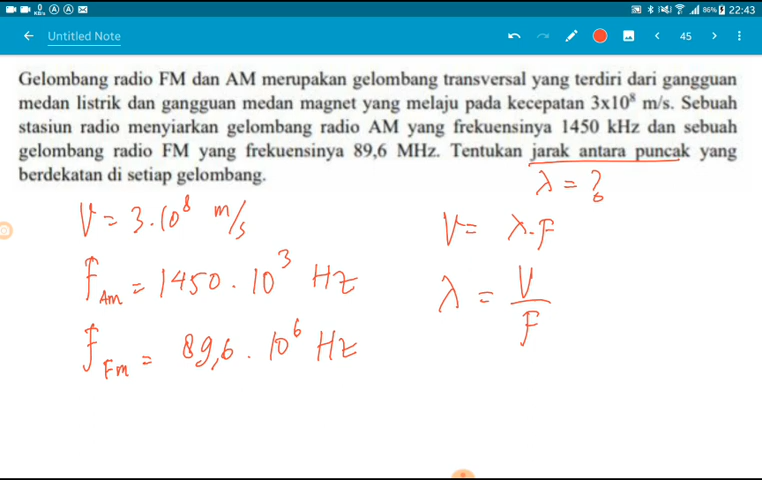 0 KB/s A A 86% 22:43
Untitled Note 45
Gelombang radio FM dan AM merupakan gelombang transversal yang terdiri dari gangguan
medan listrik dan gangguan medan magnet yang melaju pada kecepatan 3x10⁸ m/s. Sebuah
stasiun radio menyiarkan gelombang radio AM yang frekuensinya 1450 kHz dan sebuah
gelombang radio FM yang frekuensinya 89,6 MHz. Tentukan jarak antara puncak yang
berdekatan di setiap gelombang.
λ = ?
V = 3.10⁸ m/s
F_Am = 1450 . 10³ Hz
F_Fm = 89,6 . 10⁶ Hz
V = λ.F
λ = V/F